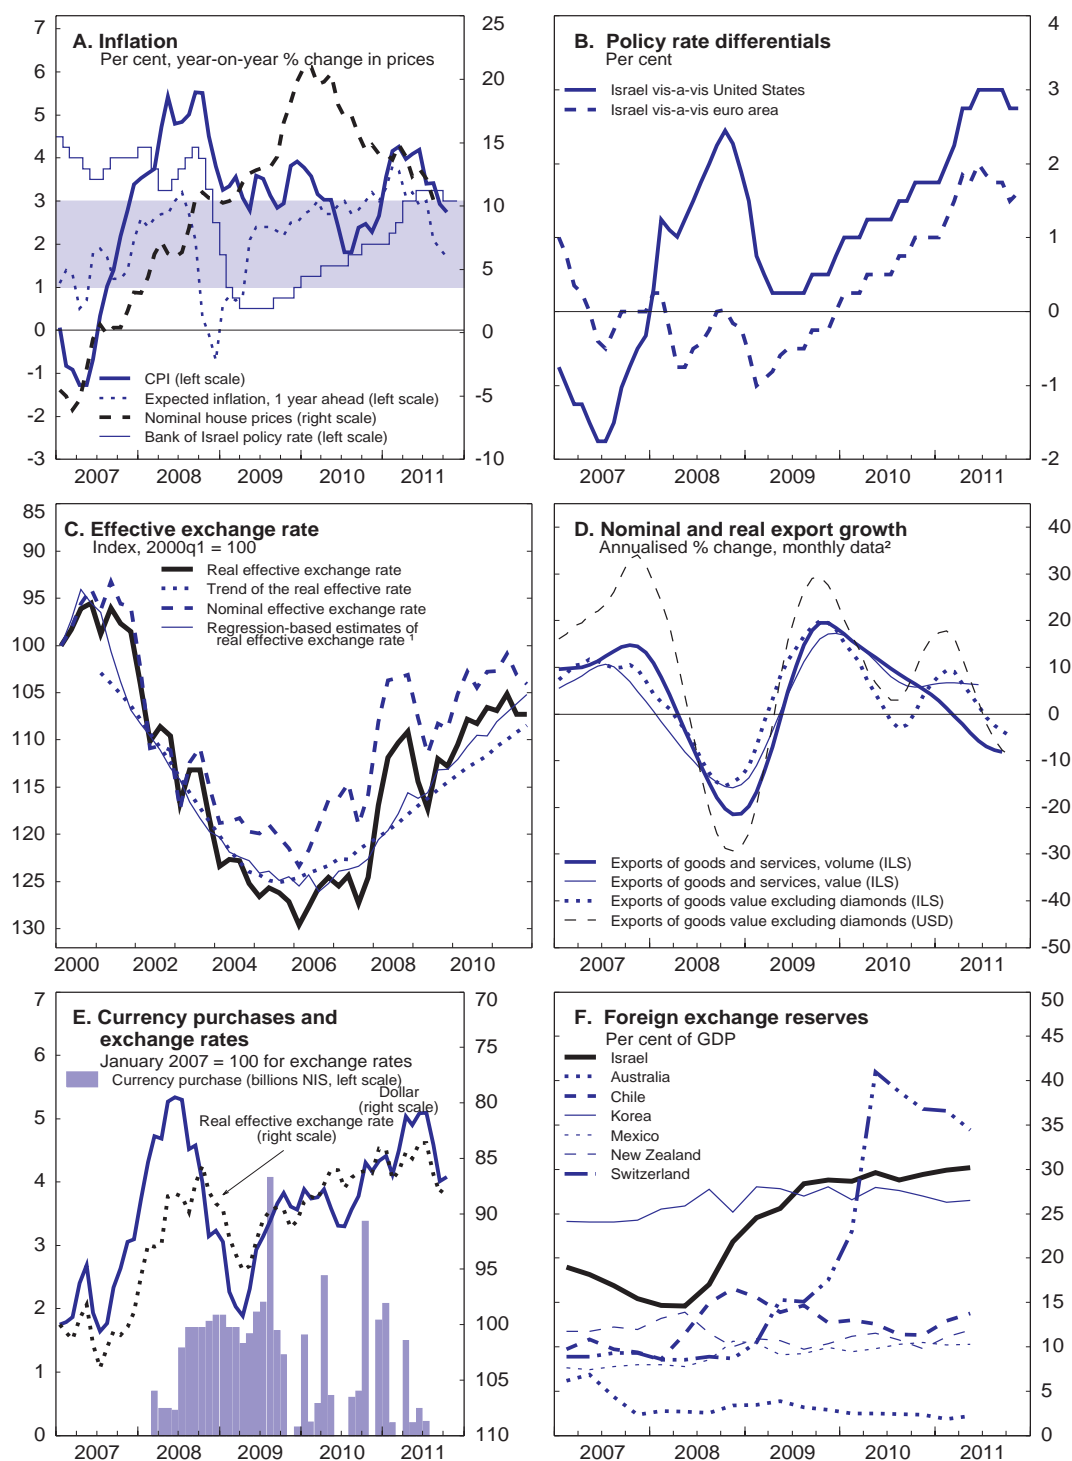 A. Inflation
Per cent, year-on-year % change in prices
7
6
5
4
3
2
1
0
-1
-2
-3
25
20
15
10
5
0
-5
-10
CPI (left scale)
Expected inflation, 1 year ahead (left scale)
Nominal house prices (right scale)
Bank of Israel policy rate (left scale)
2007 2008 2009 2010 2011
B. Policy rate differentials
Per cent
Israel vis-a-vis United States
Israel vis-a-vis euro area
4
3
2
1
0
-1
-2
2007 2008 2009 2010 2011
C. Effective exchange rate
Index, 2000q1 = 100
Real effective exchange rate
Trend of the real effective rate
Nominal effective exchange rate
Regression-based estimates of
real effective exchange rate ¹
85
90
95
100
105
110
115
120
125
130
2000 2002 2004 2006 2008 2010
D. Nominal and real export growth
Annualised % change, monthly data²
40
30
20
10
0
-10
-20
-30
-40
-50
Exports of goods and services, volume (ILS)
Exports of goods and services, value (ILS)
Exports of goods value excluding diamonds (ILS)
Exports of goods value excluding diamonds (USD)
2007 2008 2009 2010 2011
E. Currency purchases and
exchange rates
January 2007 = 100 for exchange rates
Currency purchase (billions NIS, left scale)
Dollar
(right scale)
Real effective exchange rate
(right scale)
7
6
5
4
3
2
1
0
70
75
80
85
90
95
100
105
110
2007 2008 2009 2010 2011
F. Foreign exchange reserves
Per cent of GDP
Israel
Australia
Chile
Korea
Mexico
New Zealand
Switzerland
50
45
40
35
30
25
20
15
10
5
0
2007 2008 2009 2010 2011